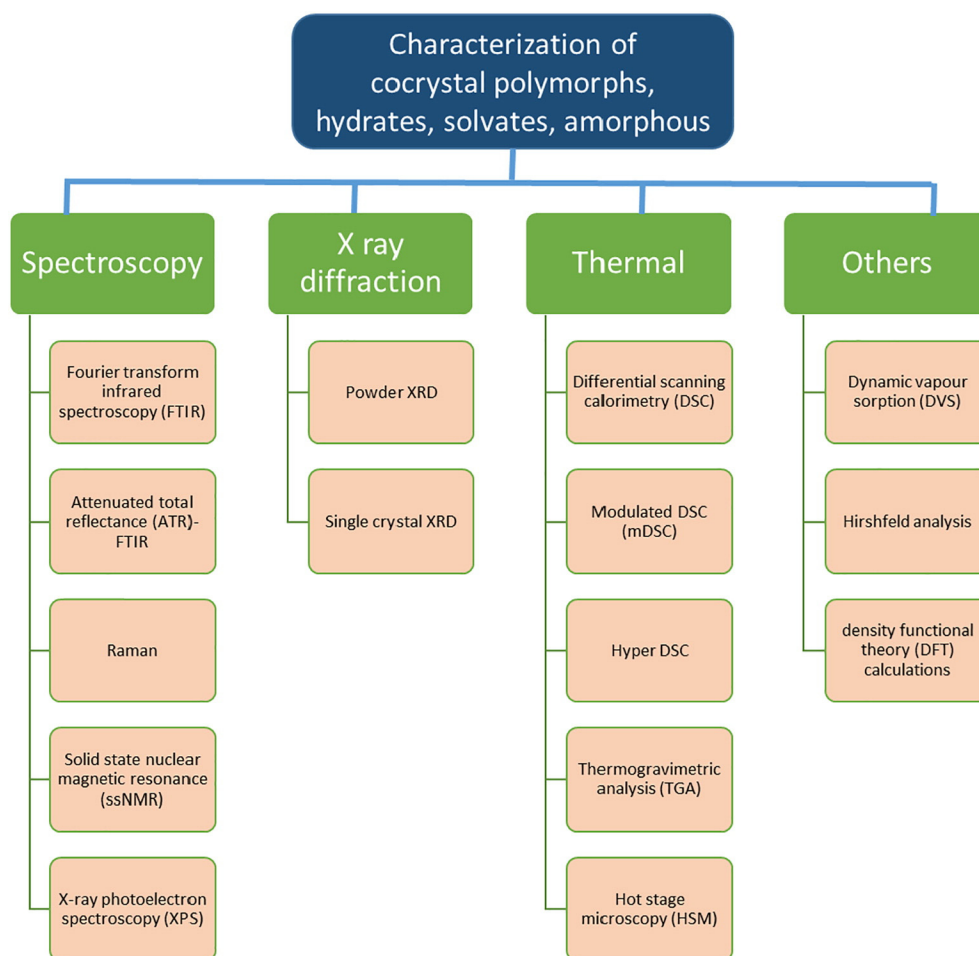 Characterization of
cocrystal polymorphs,
hydrates, solvates, amorphous
Spectroscopy
Fourier transform
infrared
spectroscopy (FTIR)
Attenuated total
reflectance (ATR)-
FTIR
Raman
Solid state nuclear
magnetic resonance
(ssNMR)
X-ray photoelectron
spectroscopy (XPS)
X ray
diffraction
Powder XRD
Single crystal XRD
Thermal
Differential scanning
calorimetry (DSC)
Modulated DSC
(mDSC)
Hyper DSC
Thermogravimetric
analysis (TGA)
Hot stage
microscopy (HSM)
Others
Dynamic vapour
sorption (DVS)
Hirshfeld analysis
density functional
theory (DFT)
calculations